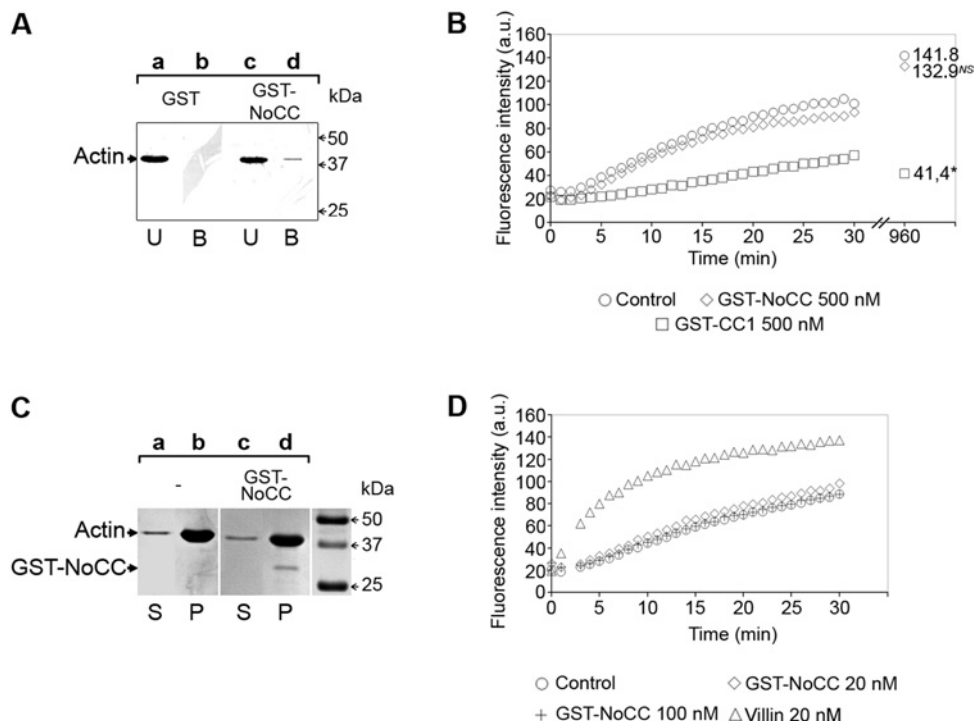 A
a b c d
GST GST-
NoCC
kDa
Actin
50
37
25
U B U B
B
Fluorescence intensity (a.u.)
160
140
120
100
80
60
40
20
0
141.8
132.9NS
41,4*
0 5 10 15 20 25 30 960
Time (min)
Control GST-NoCC 500 nM
GST-CC1 500 nM
C
a b c d
- GST-
NoCC
kDa
Actin
GST-NoCC
50
37
25
S P S P
D
Fluorescence intensity (a.u.)
160
140
120
100
80
60
40
20
0
0 5 10 15 20 25 30
Time (min)
Control GST-NoCC 20 nM
GST-NoCC 100 nM Villin 20 nM